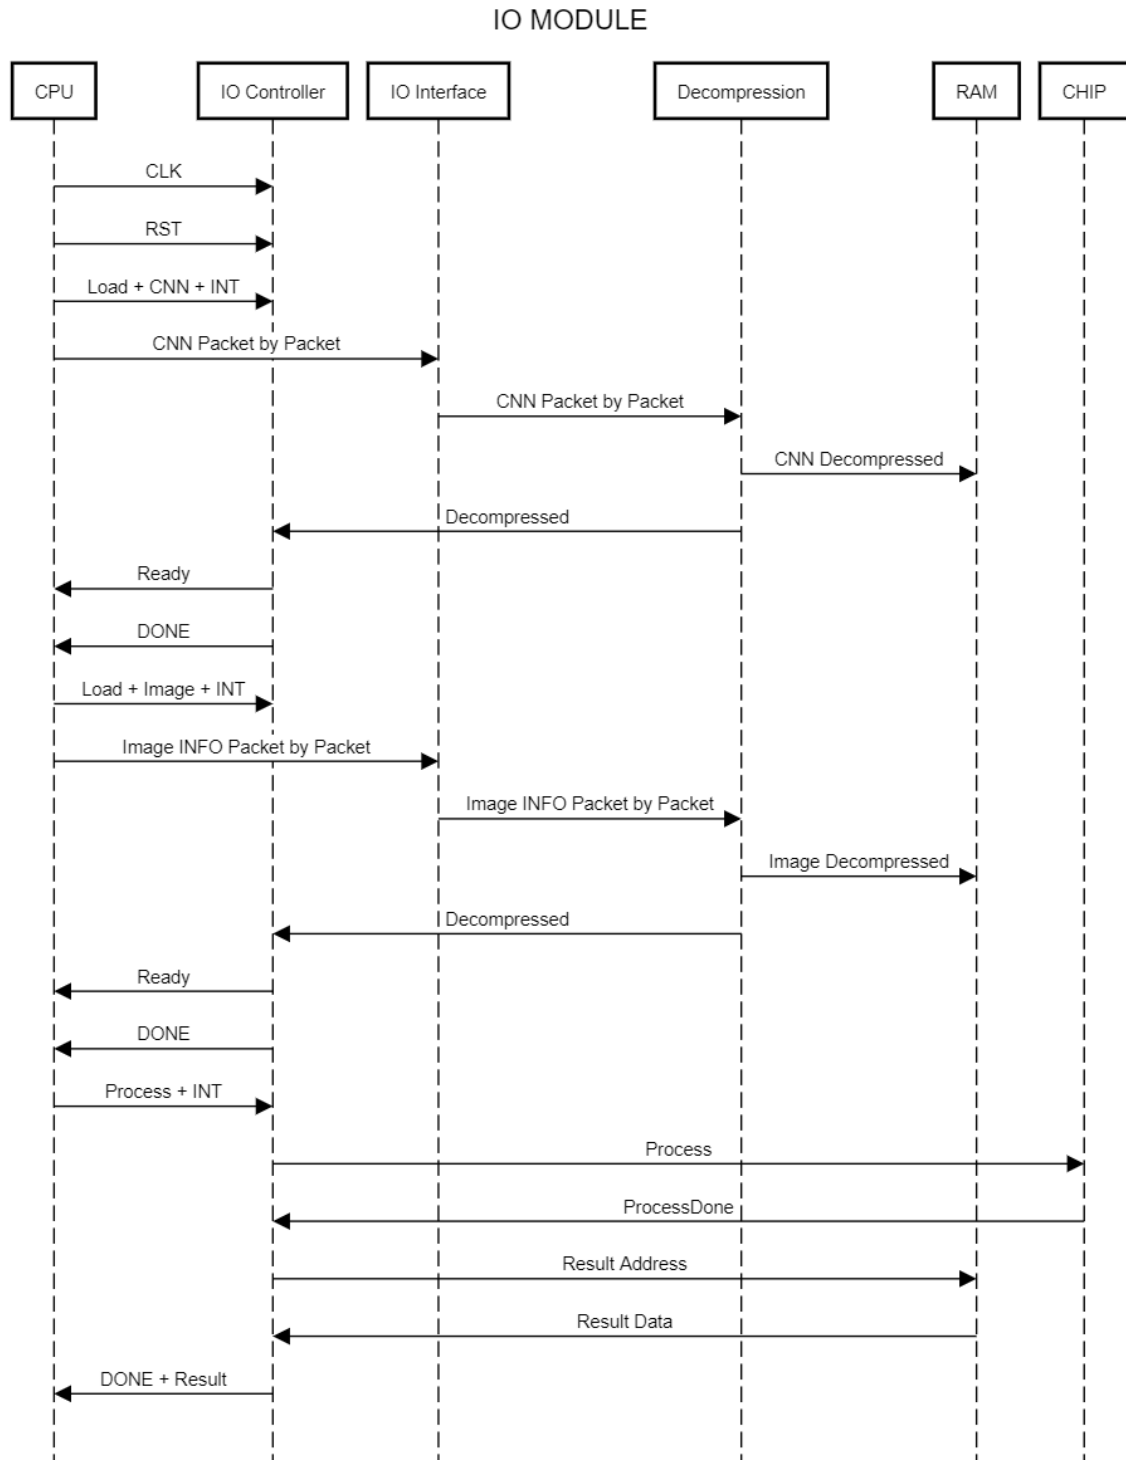 IO MODULE
CPU
IO Controller
IO Interface
Decompression
RAM
CHIP
CLK
RST
Load + CNN + INT
CNN Packet by Packet
CNN Packet by Packet
CNN Decompressed
Decompressed
Ready
DONE
Load + Image + INT
Image INFO Packet by Packet
Image INFO Packet by Packet
Image Decompressed
Decompressed
Ready
DONE
Process + INT
Process
ProcessDone
Result Address
Result Data
DONE + Result